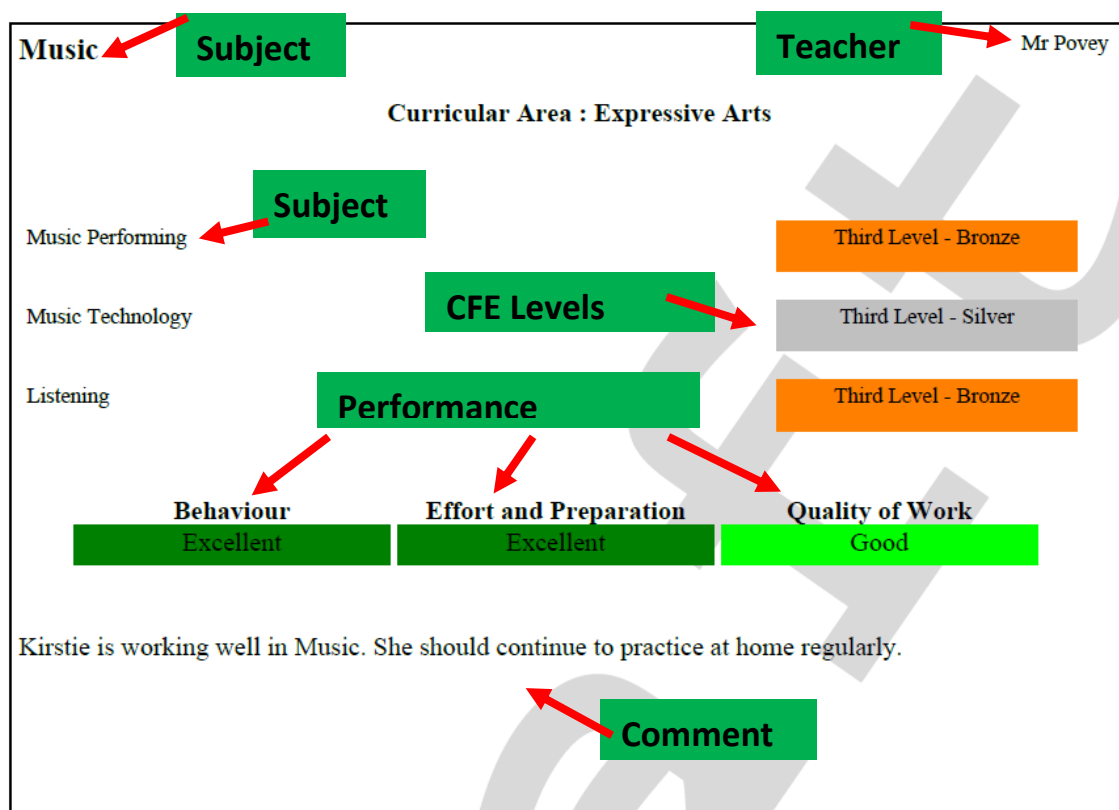 Music Subject Teacher Mr Povey
Curricular Area : Expressive Arts
Subject
Music Performing Third Level - Bronze
Music Technology CFE Levels Third Level - Silver
Listening Performance Third Level - Bronze
Behaviour Effort and Preparation Quality of Work
Excellent Excellent Good
Kirstie is working well in Music. She should continue to practice at home regularly.
Comment